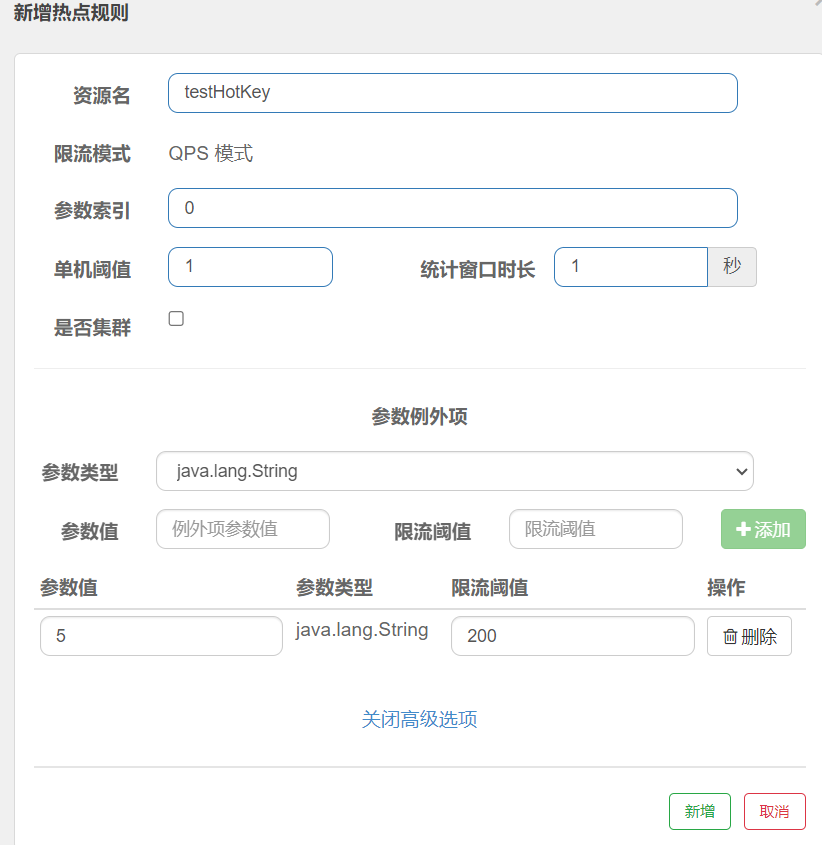 新增热点规则
资源名 testHotKey
限流模式 QPS 模式
参数索引 0
单机阈值 1 统计窗口时长 1 秒
是否集群
参数例外项
参数类型 java.lang.String
参数值 例外项参数值 限流阈值 限流阈值 添加
参数值 参数类型 限流阈值 操作
5 java.lang.String 200 删除
关闭高级选项
新增 取消